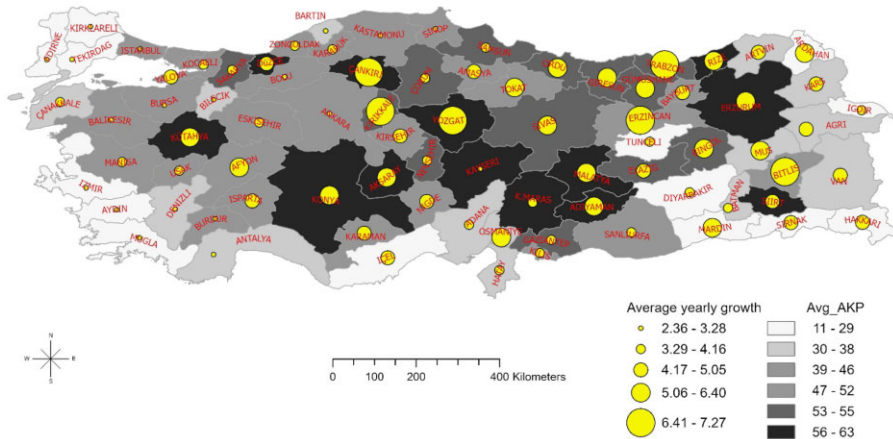 BARTIN
KIRKLARELI
EDIRNE
TEKIRDAG
ISTANBUL
KOCAELI
YALOVA
ZONGULDAK
KARABUK
KASTAMONU
SINOP
SAMSUN
ORDU
TRABZON
RIZE
ARTVIN
ARDAHAN
KARS
IGDIR
AGRI
ERZURUM
BAYBURT
ERZINCAN
TUNCELI
BINGOL
MUS
BITLIS
VAN
HAKKARI
SIRNAK
SIIRT
BATMAN
MARDIN
DIYARBAKIR
SANLIURFA
ADIYAMAN
MALATYA
K.MARAS
OSMANIYE
HATAY
ADANA
ICEL
NIGDE
KAYSERI
SIVAS
TOKAT
AMASYA
YOZGAT
KIRIKKALE
KIRSEHIR
AKSARAY
KONYA
KARAMAN
ANTALYA
ISPARTA
BURDUR
DENIZLI
MUGLA
AYDIN
IZMIR
MANISA
USAK
AFYON
KUTAHYA
ESKISEHIR
ANKARA
CANKIRI
BOLU
BILECIK
BURSA
BALIKESIR
ÇANAKKALE
Average yearly growth
2.36 - 3.28
3.29 - 4.16
4.17 - 5.05
5.06 - 6.40
6.41 - 7.27
Avg_AKP
11 - 29
30 - 38
39 - 46
47 - 52
53 - 55
56 - 63
N
W
E
S
0
100
200
400 Kilometers